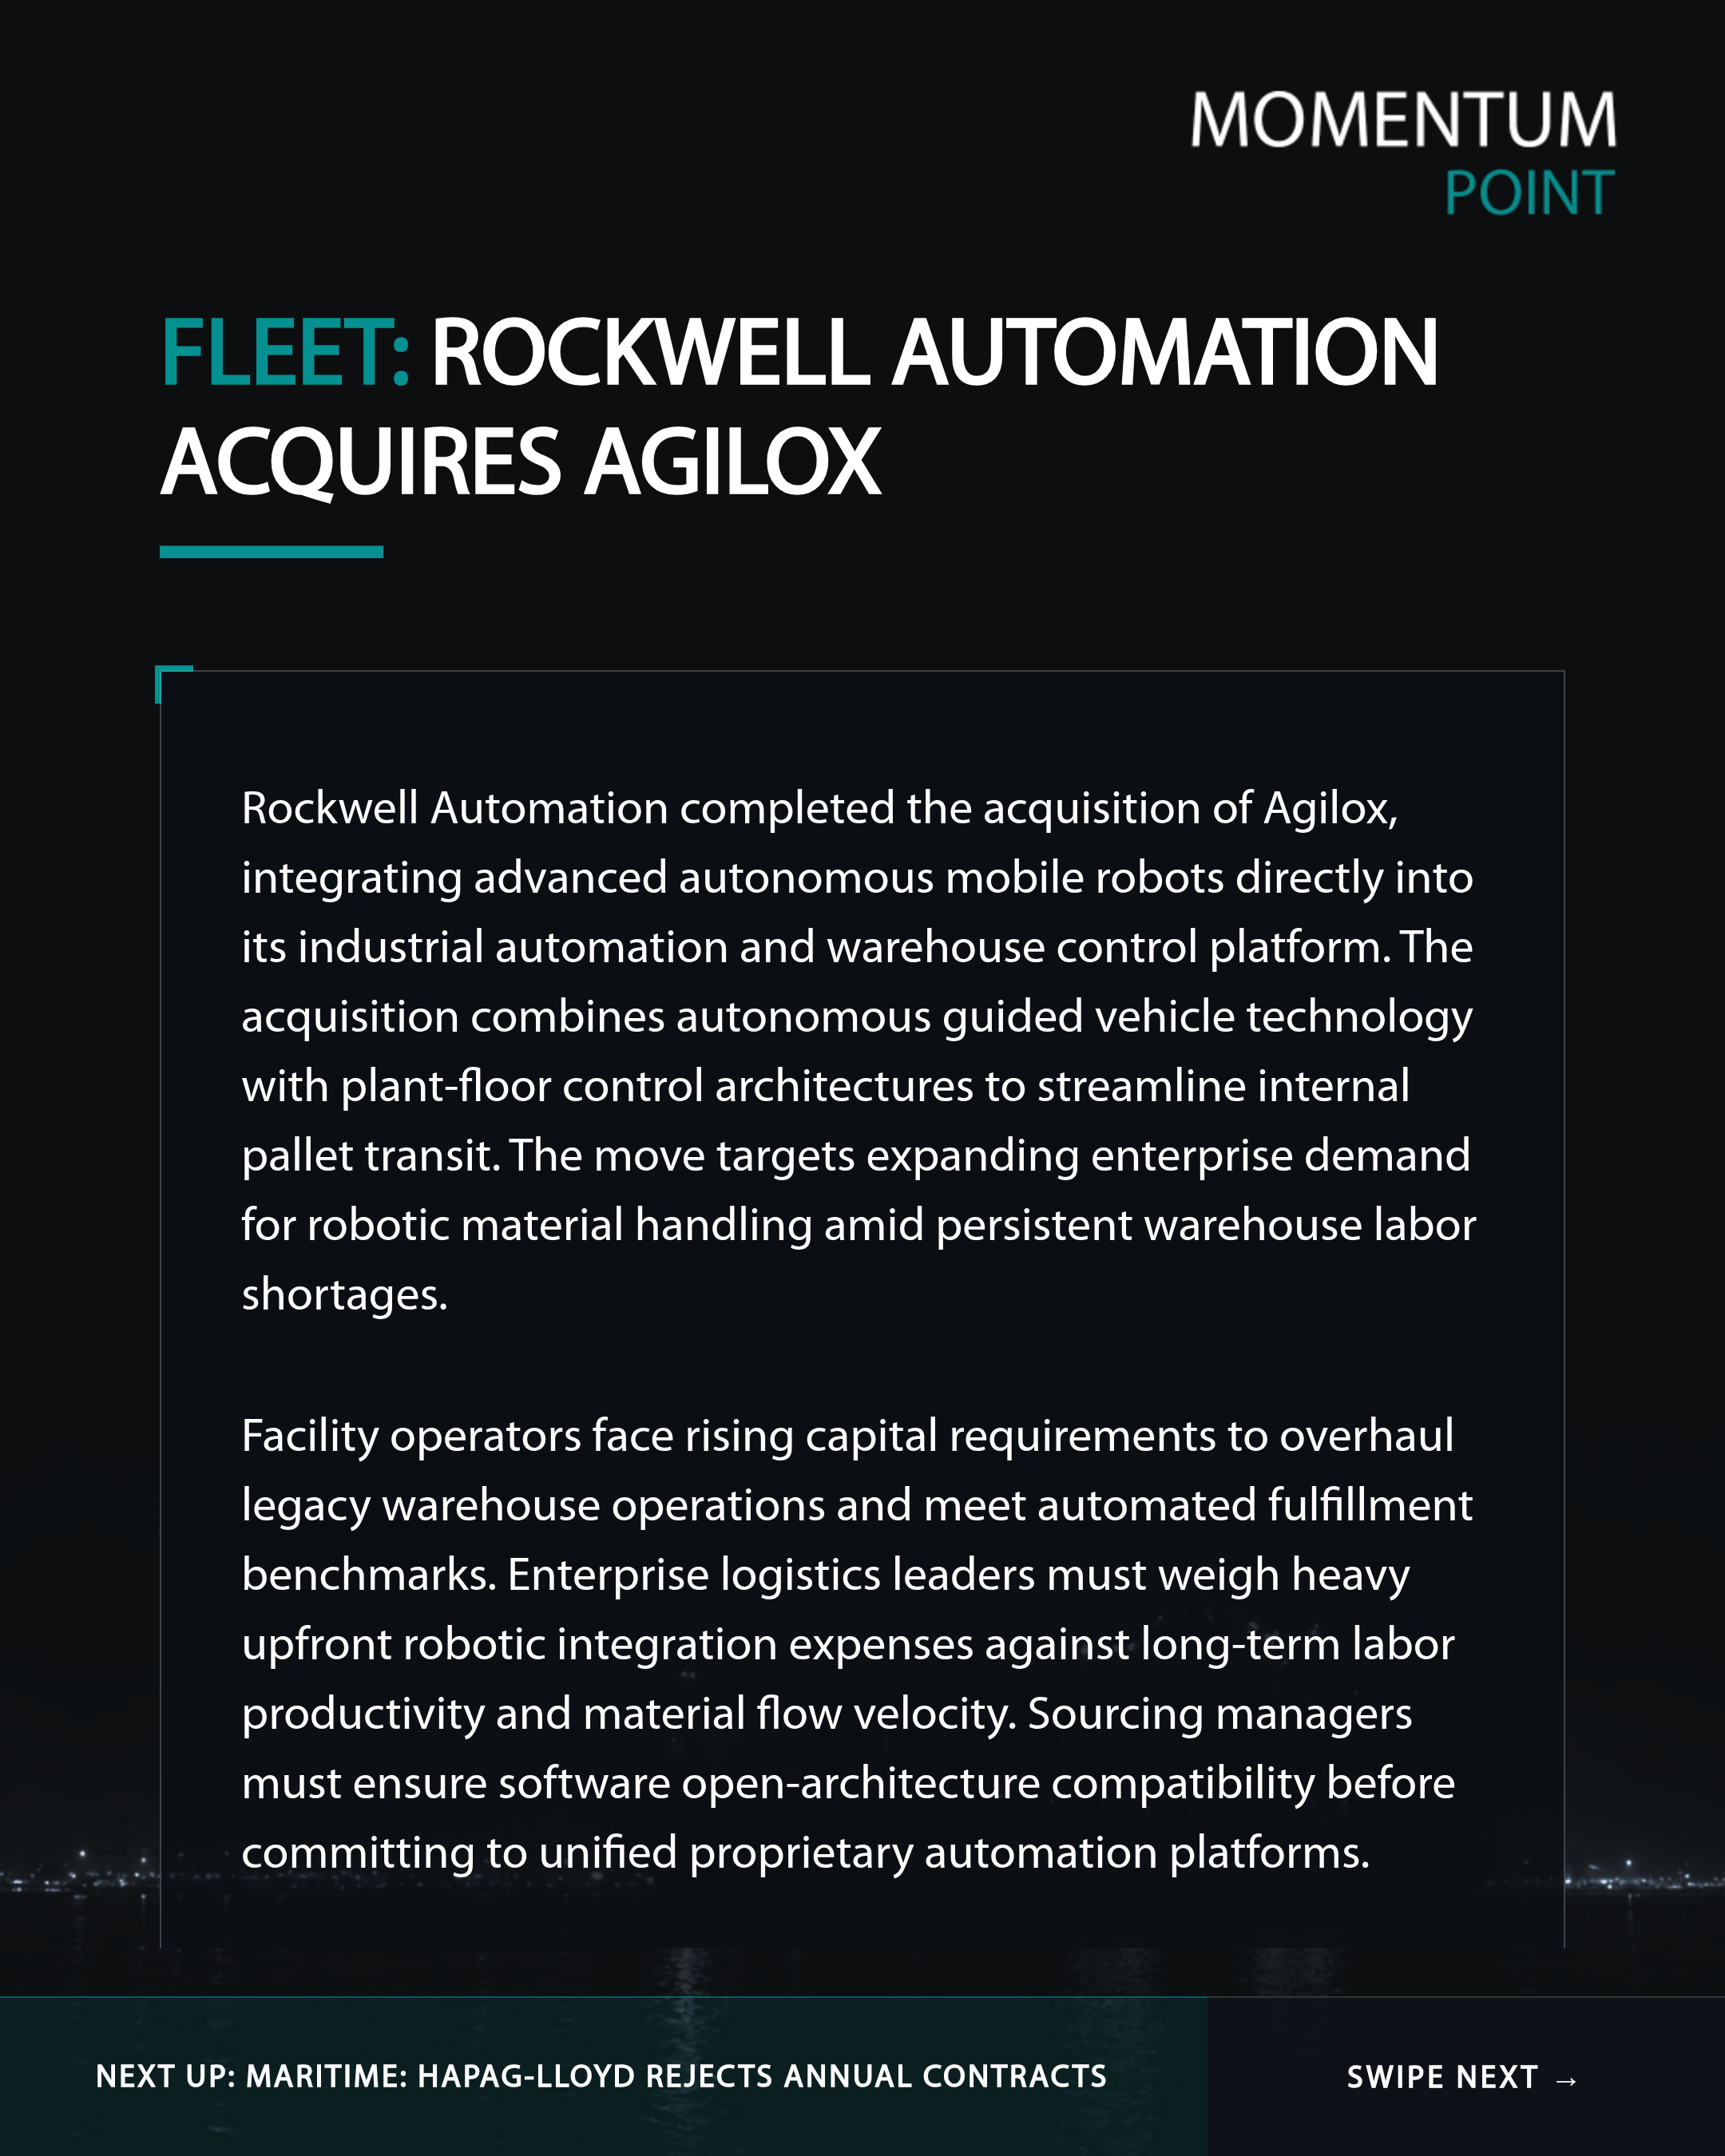 MOMENTUM
POINT
FLEET: ROCKWELL AUTOMATION
ACQUIRES AGILOX
Rockwell Automation completed the acquisition of Agilox,
integrating advanced autonomous mobile robots directly into
its industrial automation and warehouse control platform. The
acquisition combines autonomous guided vehicle technology
with plant-floor control architectures to streamline internal
pallet transit. The move targets expanding enterprise demand
for robotic material handling amid persistent warehouse labor
shortages.
Facility operators face rising capital requirements to overhaul
legacy warehouse operations and meet automated fulfillment
benchmarks. Enterprise logistics leaders must weigh heavy
upfront robotic integration expenses against long-term labor
productivity and material flow velocity. Sourcing managers
must ensure software open-architecture compatibility before
committing to unified proprietary automation platforms.
NEXT UP: MARITIME: HAPAG-LLOYD REJECTS ANNUAL CONTRACTS
SWIPE NEXT →